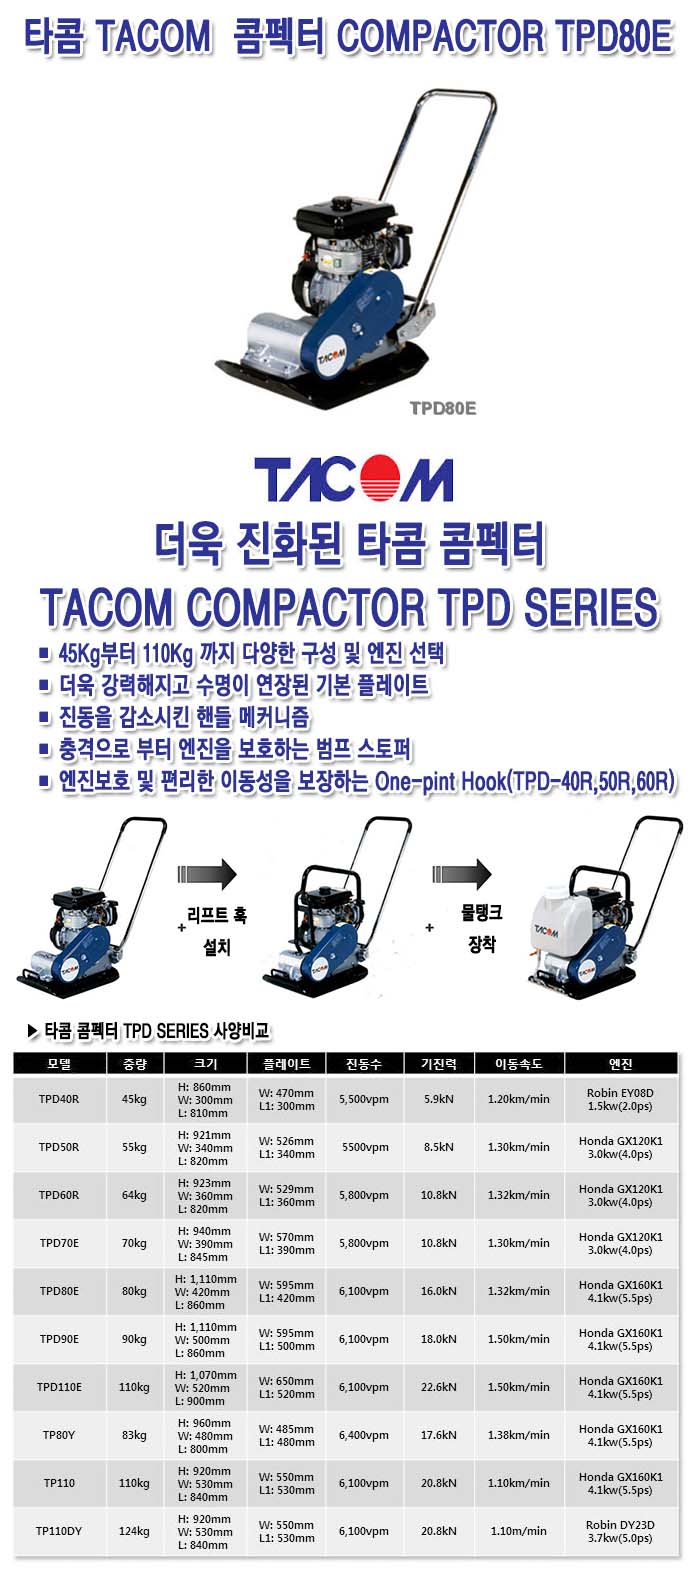 타콤 TACOM 콤펙터 COMPACTOR TPD80E
TACOM
TPD80E
TACOM
더욱 진화된 타콤 콤펙터
TACOM COMPACTOR TPD SERIES
■ 45Kg부터 110Kg 까지 다양한 구성 및 엔진 선택
■ 더욱 강력해지고 수명이 연장된 기본 플레이트
■ 진동을 감소시킨 핸들 메커니즘
■ 충격으로 부터 엔진을 보호하는 범프 스토퍼
■ 엔진보호 및 편리한 이동성을 보장하는 One-pint Hook(TPD-40R,50R,60R)
+ 리프트 훅
설치
+ 물탱크
장착
TACOM
TACOM
TACOM
TACOM
▶ 타콤 콤펙터 TPD SERIES 사양비교
모델 중량 크기 플레이트 진동수 기진력 이동속도 엔진
H: 860mm
TPD40R 45kg W: 300mm W: 470mm L1: 300mm 5,500vpm 5.9kN 1.20km/min Robin EY08D 1.5kw(2.0ps)
L: 810mm
H: 921mm
TPD50R 55kg W: 340mm W: 526mm L1: 340mm 5500vpm 8.5kN 1.30km/min Honda GX120K1 3.0kw(4.0ps)
L: 820mm
H: 923mm
TPD60R 64kg W: 360mm W: 529mm L1: 360mm 5,800vpm 10.8kN 1.32km/min Honda GX120K1 3.0kw(4.0ps)
L: 820mm
H: 940mm
TPD70E 70kg W: 390mm W: 570mm L1: 390mm 5,800vpm 10.8kN 1.30km/min Honda GX120K1 3.0kw(4.0ps)
L: 845mm
H: 1,110mm
TPD80E 80kg W: 420mm W: 595mm L1: 420mm 6,100vpm 16.0kN 1.32km/min Honda GX160K1 4.1kw(5.5ps)
L: 860mm
H: 1,110mm
TPD90E 90kg W: 500mm W: 595mm L1: 500mm 6,100vpm 18.0kN 1.50km/min Honda GX160K1 4.1kw(5.5ps)
L: 860mm
H: 1,070mm
TPD110E 110kg W: 520mm W: 650mm L1: 520mm 6,100vpm 22.6kN 1.50km/min Honda GX160K1 4.1kw(5.5ps)
L: 900mm
H: 960mm
TP80Y 83kg W: 480mm W: 485mm L1: 480mm 6,400vpm 17.6kN 1.38km/min Honda GX160K1 4.1kw(5.5ps)
L: 800mm
H: 920mm
TP110 110kg W: 530mm W: 550mm L1: 530mm 6,100vpm 20.8kN 1.10km/min Honda GX160K1 4.1kw(5.5ps)
L: 840mm
H: 920mm
TP110DY 124kg W: 530mm W: 550mm L1: 530mm 6,100vpm 20.8kN 1.10m/min Robin DY23D 3.7kw(5.0ps)
L: 840mm